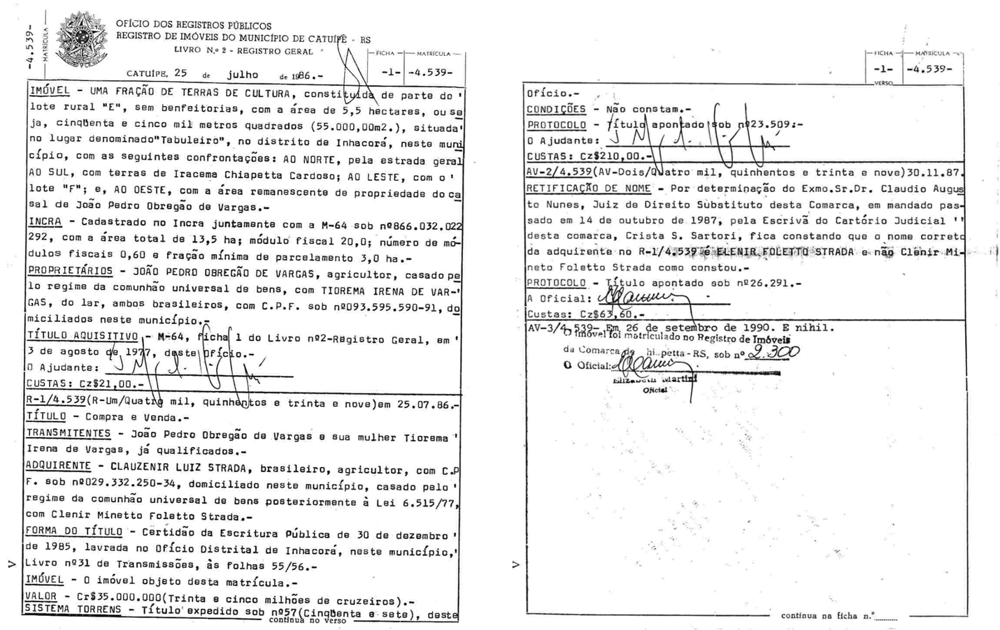 -4.539-
MATRÍCULA
OFÍCIO DOS REGISTROS PÚBLICOS
REGISTRO DE IMÓVEIS DO MUNICÍPIO DE CATUÍPE - RS
LIVRO N.º 2 - REGISTRO GERAL
FICHA
MATRÍCULA
-1-
-4.539-
CATUÍPE, 25 de julho de 1986.-
IMÓVEL - UMA FRAÇÃO DE TERRAS DE CULTURA, constituída de parte do '
lote rural "E", sem benfeitorias, com a área de 5,5 hectares, ou se
ja, cinqüenta e cinco mil metros quadrados (55.000,00m2.), situada'
no lugar denominado"Tabuleiro", no distrito de Inhacorá, neste muni
cípio, com as seguintes confrontações: AO NORTE, pela estrada geral
AO SUL, com terras de Iracema Chiapetta Cardoso; AO LESTE, com o '
lote "F"; e, AO OESTE, com a área remanescente de propriedade do ca
sal de João Pedro Obregão de Vargas.-
INCRA - Cadastrado no Incra juntamente com a M-64 sob nº866.032.022
292, com a área total de 13,5 ha; módulo fiscal 20,0; número de mó-
dulos fiscais 0,60 e fração mínima de parcelamento 3,0 ha.-
PROPRIETÁRIOS - JOÃO PEDRO OBREGÃO DE VARGAS, agricultor, casado pe
lo regime da comunhão universal de bens, com TIOREMA IRENA DE VAR-'
GAS, do lar, ambos brasileiros, com C.P.F. sob nº093.595.590-91, do
miciliados neste município.-
TÍTULO AQUISITIVO - M-64, ficha 1 do Livro nº2-Registro Geral, em '
3 de agosto de 1977, deste Ofício.-
O Ajudante:
CUSTAS: Cz$21,00.-
R-1/4.539(R-Um/Quatro mil, quinhentos e trinta e nove)em 25.07.86.-
TÍTULO - Compra e Venda.-
TRANSMITENTES - João Pedro Obregão de Vargas e sua mulher Tiorema '
Irena de Vargas, já qualificados.-
ADQUIRENTE - CLAUZENIR LUIZ STRADA, brasileiro, agricultor, com C.P
F. sob nº029.332.250-34, domiciliado neste município, casado pelo '
regime da comunhão universal de bens posteriormente à Lei 6.515/77,
com Clenir Minetto Foletto Strada.-
FORMA DO TÍTULO - Certidão da Escritura Pública de 30 de dezembro '
de 1985, lavrada no Ofício Distrital de Inhacorá, neste município,'
Livro nº31 de Transmissões, às folhas 55/56.-
IMÓVEL - O imóvel objeto desta matrícula.-
VALOR - Cr$35.000.000(Trinta e cinco milhões de cruzeiros).-
SISTEMA TORRENS - Título expedido sob nº57(Cinqüenta e sete), deste
continua no verso
FICHA
MATRÍCULA
-1-
-4.539-
VERSO
Ofício.-
CONDIÇÕES - Não constam.-
PROTOCOLO - Título apontado sob nº23.509:-
O Ajudante:
CUSTAS: Cz$210,00.-
AV-2/4.539(AV-Dois/Quatro mil, quinhentos e trinta e nove)30.11.87.
RETIFICAÇÃO DE NOME - Por determinação do Exmo.Sr.Dr. Claudio Augus
to Nunes, Juiz de Direito Substituto desta Comarca, em mandado pas-
sado em 14 de outubro de 1987, pela Escrivã do Cartório Judicial ''
desta comarca, Crista S. Sartori, fica constando que o nome correto
da adquirente no R-1/4.539 é ELENIR FOLETTO STRADA e não Clenir Mi-
neto Foletto Strada como constou.-
PROTOCOLO - Título apontado sob nº26.291.-
A Oficial:
Custas: Cz$63,60.-
AV-3/4.539- Em 26 de setembro de 1990. E nihil.
O Imóvel foi matriculado no Registro de Imóveis
da Comarca de hi petta - RS, sob nº 2.300
O Oficial:
Elizabeth Martini
Oficial
continua na ficha n.º